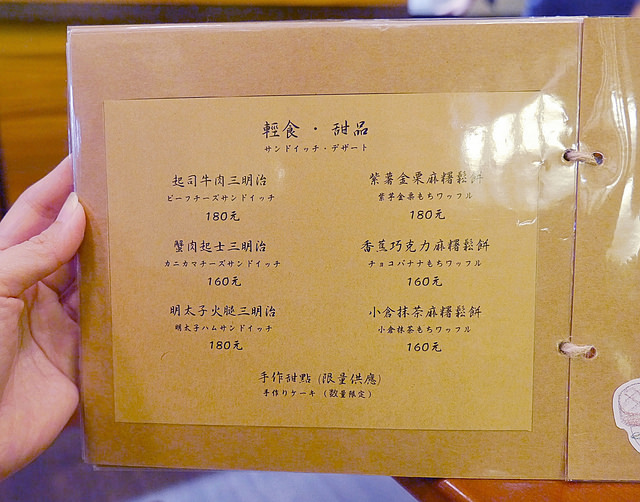 輕食・甜品
サンドイッチ・デザート
起司牛肉三明治
ビーフチーズサンドイッチ
180元
蟹肉起士三明治
カニカマチーズサンドイッチ
160元
明太子火腿三明治
明太子ハムサンドイッチ
180元
紫薯金栗麻糬鬆餅
紫芋金栗もちワッフル
180元
香蕉巧克力麻糬鬆餅
チョコバナナもちワッフル
160元
小倉抹茶麻糬鬆餅
小倉抹茶もちワッフル
160元
手作甜點 (限量供應)
手作りケーキ (数量限定)